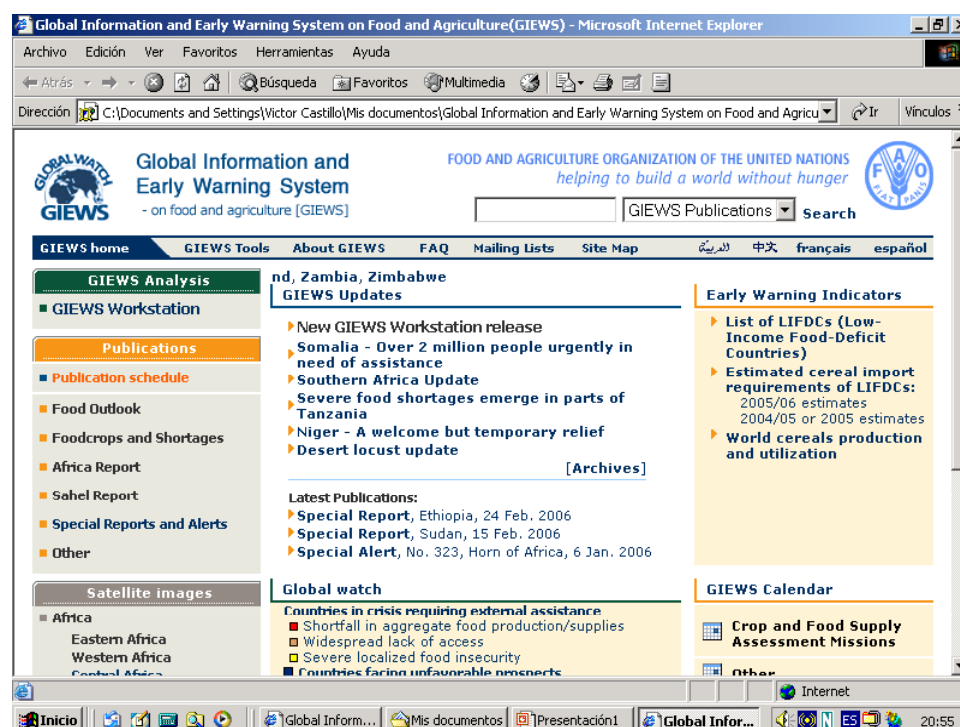 Global Information and Early Warning System on Food and Agriculture(GIEWS) - Microsoft Internet Explorer
Archivo Edición Ver Favoritos Herramientas Ayuda
Atrás Búsqueda Favoritos Multimedia
Dirección C:\Documents and Settings\Victor Castillo\Mis documentos\Global Information and Early Warning System on Food and Agricu Ir Vínculos
GLOBAL WATCH
GIEWS
Global Information and
Early Warning System
- on food and agriculture [GIEWS]
FOOD AND AGRICULTURE ORGANIZATION OF THE UNITED NATIONS
helping to build a world without hunger
FAO
FIAT PANIS
GIEWS Publications Search
GIEWS home GIEWS Tools About GIEWS FAQ Mailing Lists Site Map العربية 中文 français español
GIEWS Analysis
GIEWS Workstation
Publications
Publication schedule
Food Outlook
Foodcrops and Shortages
Africa Report
Sahel Report
Special Reports and Alerts
Other
Satellite images
Africa
Eastern Africa
Western Africa
Central Africa
nd, Zambia, Zimbabwe
GIEWS Updates
New GIEWS Workstation release
Somalia - Over 2 million people urgently in
need of assistance
Southern Africa Update
Severe food shortages emerge in parts of
Tanzania
Niger - A welcome but temporary relief
Desert locust update
[Archives]
Latest Publications:
Special Report, Ethiopia, 24 Feb. 2006
Special Report, Sudan, 15 Feb. 2006
Special Alert, No. 323, Horn of Africa, 6 Jan. 2006
Global watch
Countries in crisis requiring external assistance
Shortfall in aggregate food production/supplies
Widespread lack of access
Severe localized food insecurity
Countries facing unfavorable prospects
Early Warning Indicators
List of LIFDCs (Low-
Income Food-Deficit
Countries)
Estimated cereal import
requirements of LIFDCs:
2005/06 estimates
2004/05 or 2005 estimates
World cereals production
and utilization
GIEWS Calendar
Crop and Food Supply
Assessment Missions
Other
Internet
Inicio Global Inform... Mis documentos Presentación1 Global Infor... ES 20:55